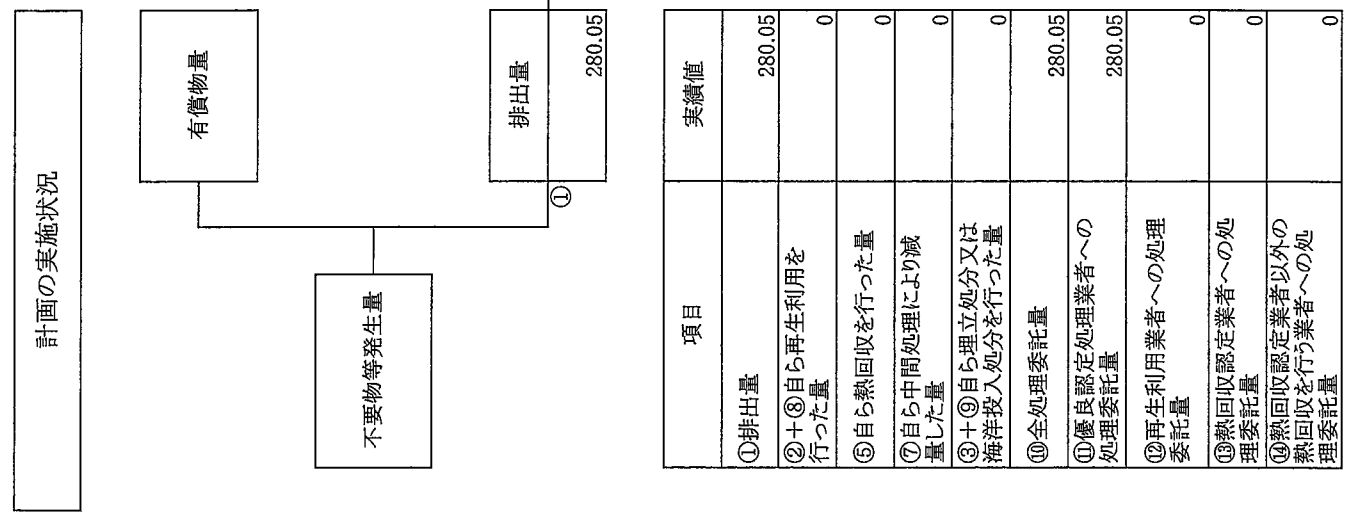 計画の実施状況
有償物量
不要物等発生量
排出量
280.05
①
項目
実績値
①排出量
280.05
②+⑧自ら再生利用を
行った量
0
⑤自ら熱回収を行った量
0
⑦自ら中間処理により減
量した量
0
③+⑨自ら埋立処分又は
海洋投入処分を行った量
0
⑩全処理委託量
280.05
⑪優良認定処理業者への
処理委託量
280.05
⑫再生利用業者への処理
委託量
0
⑬熱回収認定業者への処
理委託量
0
⑭熱回収認定業者以外の
熱回収を行う業者への処
理委託量
0